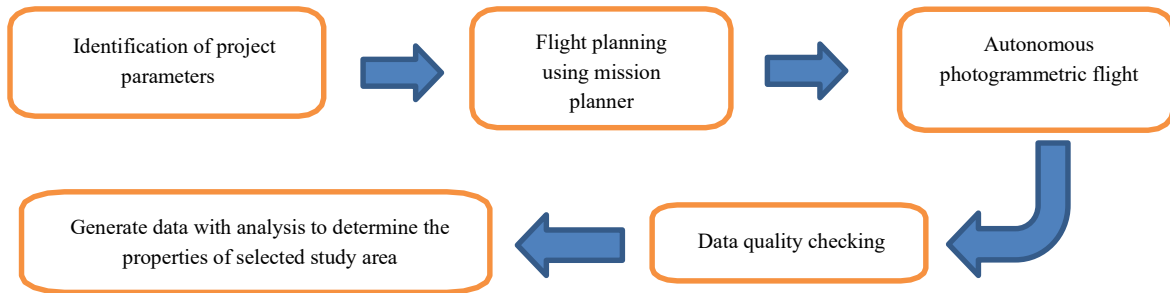 Identification of project
parameters
Flight planning
using mission
planner
Autonomous
photogrammetric flight
Data quality checking
Generate data with analysis to determine the
properties of selected study area